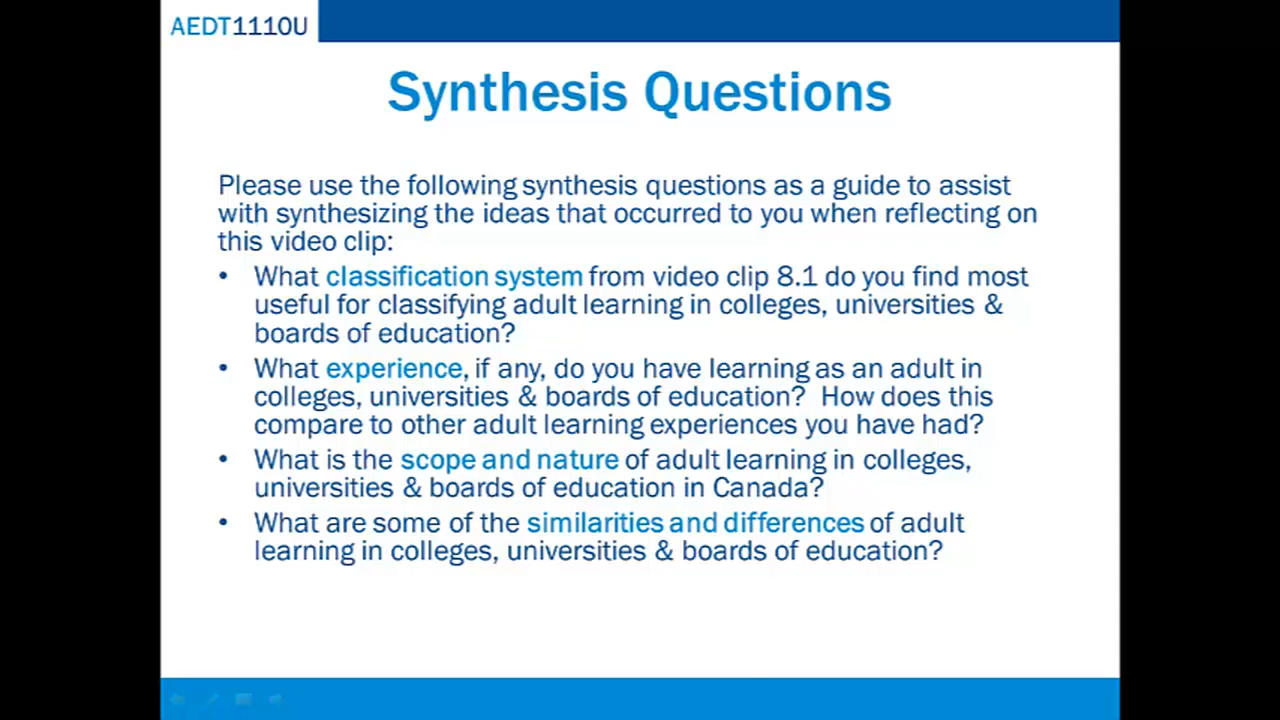 AEDT1110U
Synthesis Questions
Please use the following synthesis questions as a guide to assist
with synthesizing the ideas that occurred to you when reflecting on
this video clip:
• What classification system from video clip 8.1 do you find most
useful for classifying adult learning in colleges, universities &
boards of education?
• What experience, if any, do you have learning as an adult in
colleges, universities & boards of education? How does this
compare to other adult learning experiences you have had?
• What is the scope and nature of adult learning in colleges,
universities & boards of education in Canada?
• What are some of the similarities and differences of adult
learning in colleges, universities & boards of education?